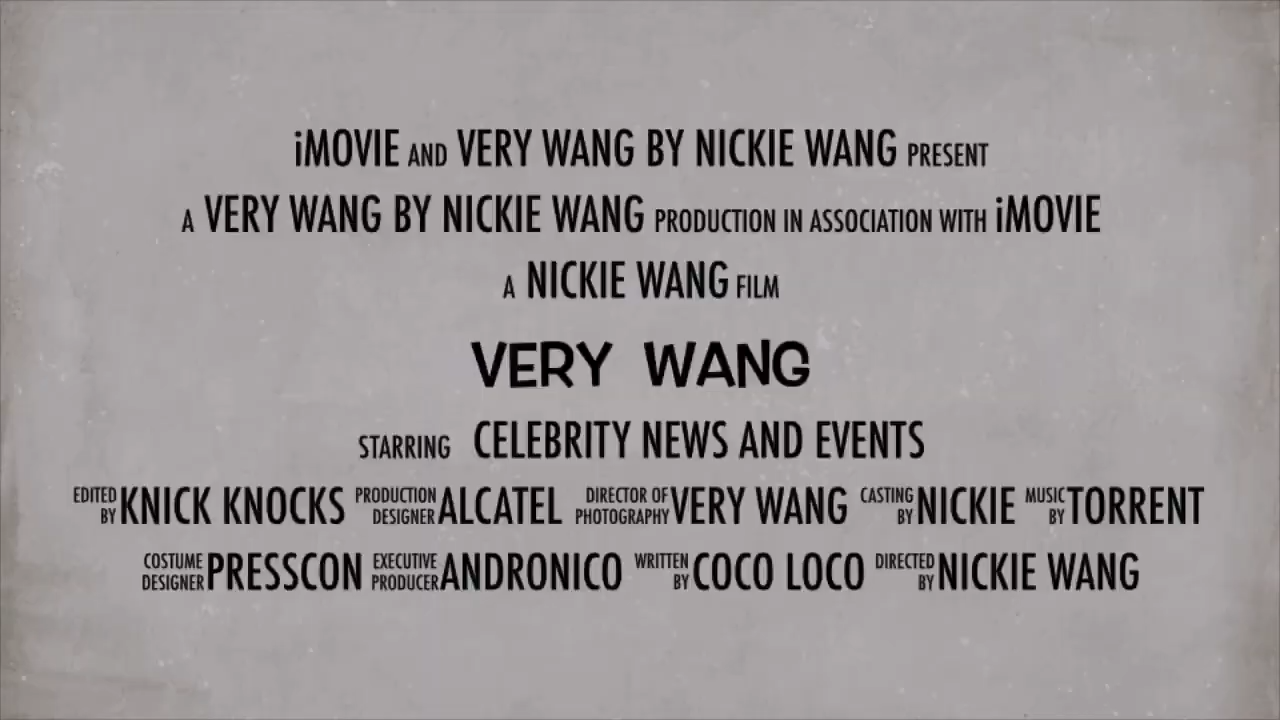 iMOVIE AND VERY WANG BY NICKIE WANG PRESENT
A VERY WANG BY NICKIE WANG PRODUCTION IN ASSOCIATION WITH iMOVIE
A NICKIE WANG FILM
VERY WANG
STARRING CELEBRITY NEWS AND EVENTS
EDITED BY KNICK KNOCKS PRODUCTION DESIGNER ALCATEL DIRECTOR OF PHOTOGRAPHY VERY WANG CASTING BY NICKIE MUSIC BY TORRENT
COSTUME DESIGNER PRESSCON EXECUTIVE PRODUCER ANDRONICO WRITTEN BY COCO LOCO DIRECTED BY NICKIE WANG